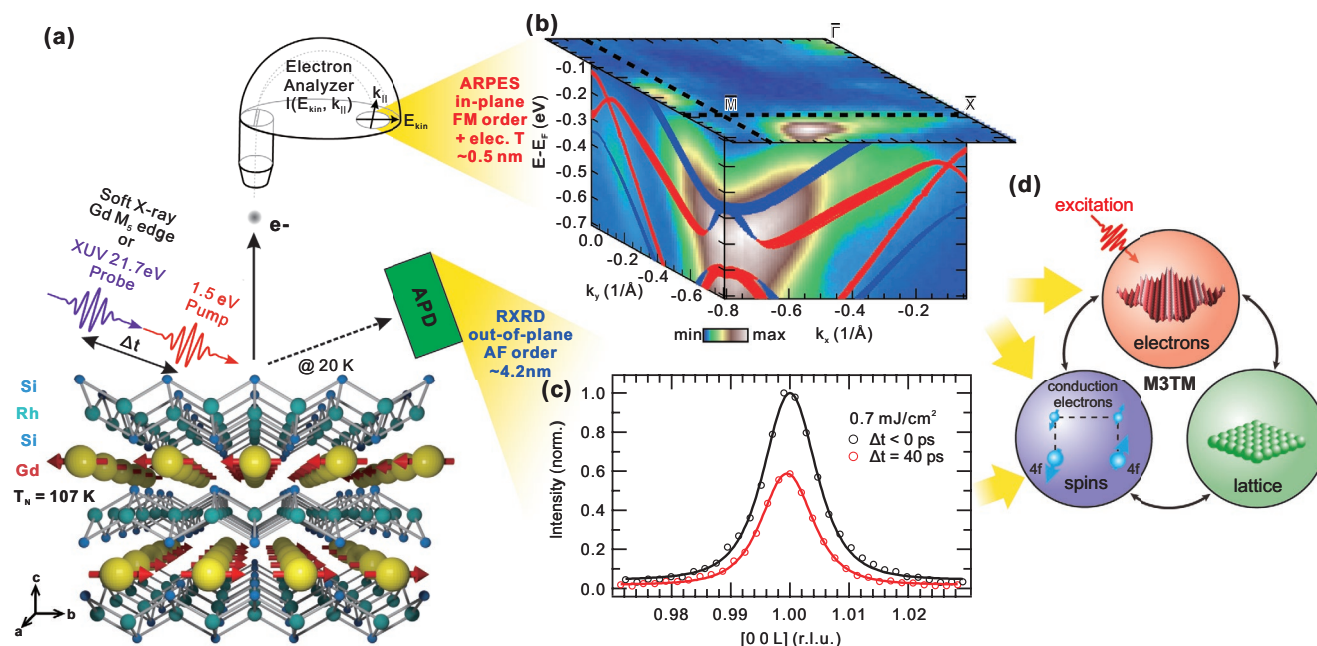 (a)
Electron
Analyzer
I(E_kin, k_||)
k_||
E_kin
e-
Soft X-ray
Gd M₅ edge
or
XUV 21.7eV
Probe
1.5 eV
Pump
Δt
@ 20 K
APD
Si
Rh
Si
Gd
T_N = 107 K
c
b
a
ARPES
in-plane
FM order
+ elec. T
~0.5 nm
RXRD
out-of-plane
AF order
~4.2nm
(b)
Γ̅
M̅
X̅
E-E_F (eV)
-0.1
-0.2
-0.3
-0.4
-0.5
-0.6
-0.7
0.0
-0.2
-0.4
-0.6
k_y (1/Å)
-0.8
-0.6
-0.4
-0.2
0.0
k_x (1/Å)
min
max
(c)
Intensity (norm.)
1.0
0.8
0.6
0.4
0.2
0.0
0.7 mJ/cm²
Δt < 0 ps
Δt = 40 ps
0.98
0.99
1.00
1.01
1.02
[0 0 L] (r.l.u.)
(d)
excitation
electrons
M3TM
conduction
electrons
4f
4f
spins
lattice